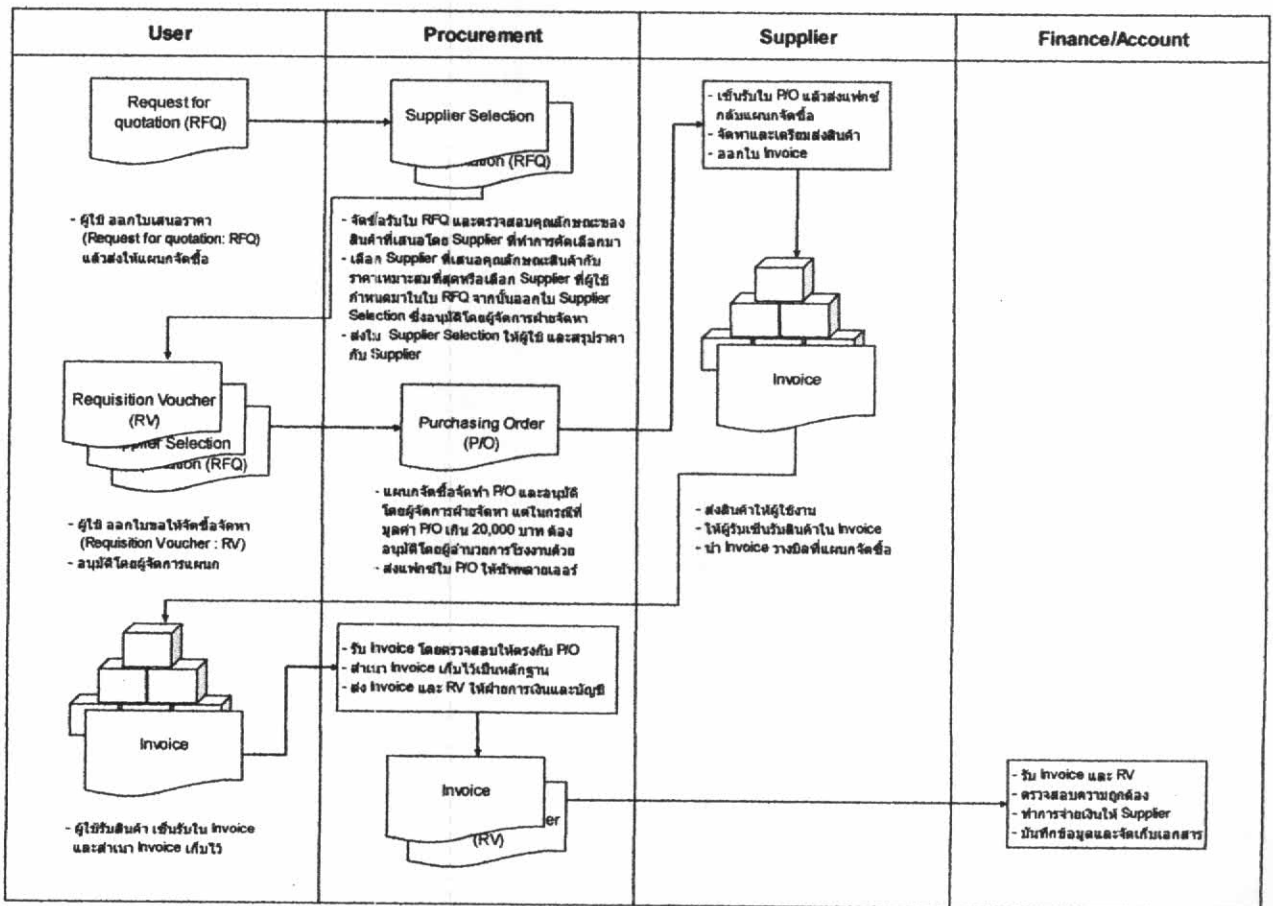 User
Procurement
Supplier
Finance/Account
Request for
quotation (RFQ)
Supplier Selection
(RFQ)
- เซ็นรับใบ P/O แล้วส่งแฟกซ์
กลับแผนกจัดซื้อ
- จัดหาและเตรียมส่งสินค้า
- ออกใบ Invoice
- ผู้ใช้ ออกใบเสนอราคา
(Request for quotation: RFQ)
แล้วส่งให้แผนกจัดซื้อ
- จัดซื้อรับใบ RFQ และตรวจสอบคุณลักษณะของ
สินค้าที่เสนอโดย Supplier ที่ทำการคัดเลือกมา
- เลือก Supplier ที่เสนอคุณลักษณะสินค้ากับ
ราคาเหมาะสมที่สุดหรือเลือก Supplier ที่ผู้ใช้
กำหนดมาในใบ RFQ จากนั้นออกใบ Supplier
Selection ซึ่งอนุมัติโดยผู้จัดการฝ่ายจัดหา
- ส่งใบ Supplier Selection ให้ผู้ใช้ และสรุปราคา
กับ Supplier
Invoice
Requisition Voucher
(RV)
Selection
(RFQ)
Purchasing Order
(P/O)
- ผู้ใช้ ออกใบขอให้จัดซื้อจัดหา
(Requisition Voucher : RV)
- อนุมัติโดยผู้จัดการแผนก
- แผนกจัดซื้อจัดทำ P/O และอนุมัติ
โดยผู้จัดการฝ่ายจัดหา แต่ในกรณีที่
มูลค่า P/O เกิน 20,000 บาท ต้อง
อนุมัติโดยผู้อำนวยการโรงงานด้วย
- ส่งแฟกซ์ใบ P/O ให้ซัพพลายเออร์
- ส่งสินค้าให้ผู้ใช้งาน
- ให้ผู้รับเซ็นรับสินค้าใน Invoice
- นำ Invoice วางบิลที่แผนกจัดซื้อ
Invoice
- รับ Invoice โดยตรวจสอบให้ตรงกับ P/O
- สำเนา Invoice เก็บไว้เป็นหลักฐาน
- ส่ง Invoice และ RV ให้ฝ่ายการเงินและบัญชี
Invoice
er
(RV)
- รับ Invoice และ RV
- ตรวจสอบความถูกต้อง
- ทำการจ่ายเงินให้ Supplier
- บันทึกข้อมูลและจัดเก็บเอกสาร
- ผู้ใช้รับสินค้า เซ็นรับใน Invoice
และสำเนา Invoice เก็บไว้